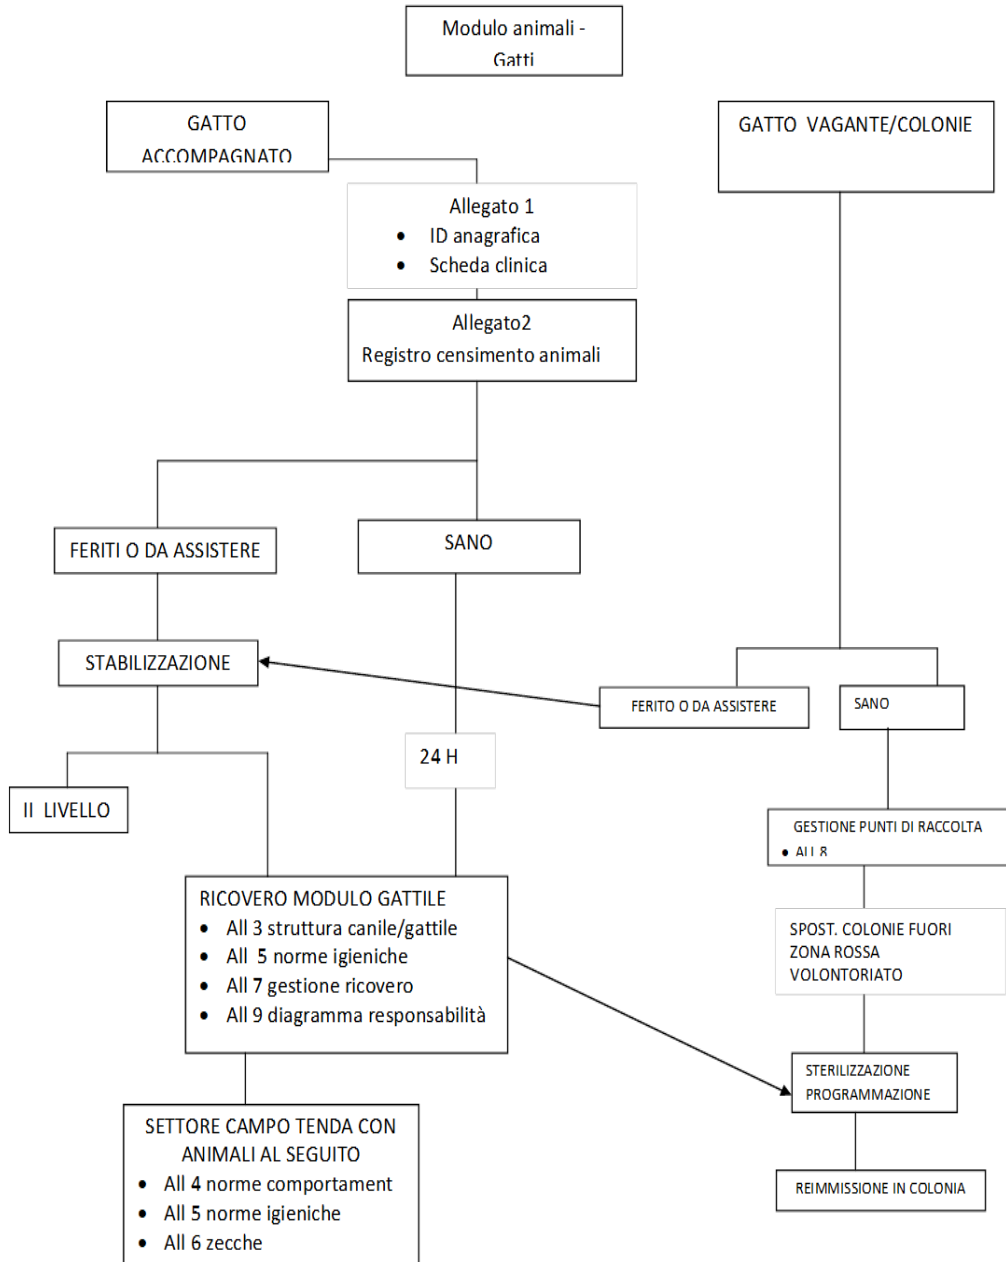 Modulo animali -
Gatti
GATTO
ACCOMPAGNATO
GATTO VAGANTE/COLONIE
Allegato 1
• ID anagrafica
• Scheda clinica
Allegato2
Registro censimento animali
FERITI O DA ASSISTERE
SANO
STABILIZZAZIONE
FERITO O DA ASSISTERE
SANO
24 H
II LIVELLO
GESTIONE PUNTI DI RACCOLTA
• ALL 8
RICOVERO MODULO GATTILE
• All 3 struttura canile/gattile
• All 5 norme igieniche
• All 7 gestione ricovero
• All 9 diagramma responsabilità
SPOST. COLONIE FUORI
ZONA ROSSA
VOLONTORIATO
STERILIZZAZIONE
PROGRAMMAZIONE
SETTORE CAMPO TENDA CON
ANIMALI AL SEGUITO
• All 4 norme comportament
• All 5 norme igieniche
• All 6 zecche
REIMMISSIONE IN COLONIA